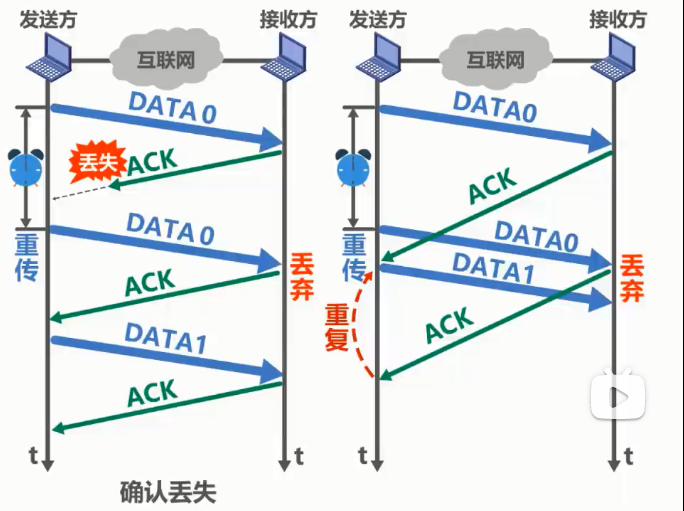 发送方
接收方
互联网
DATA 0
丢失
ACK
重传
DATA 0
丢弃
ACK
DATA1
ACK
t
t
确认丢失
发送方
接收方
互联网
DATA0
ACK
重传
DATA0
DATA1
丢弃
重复
ACK
t
t